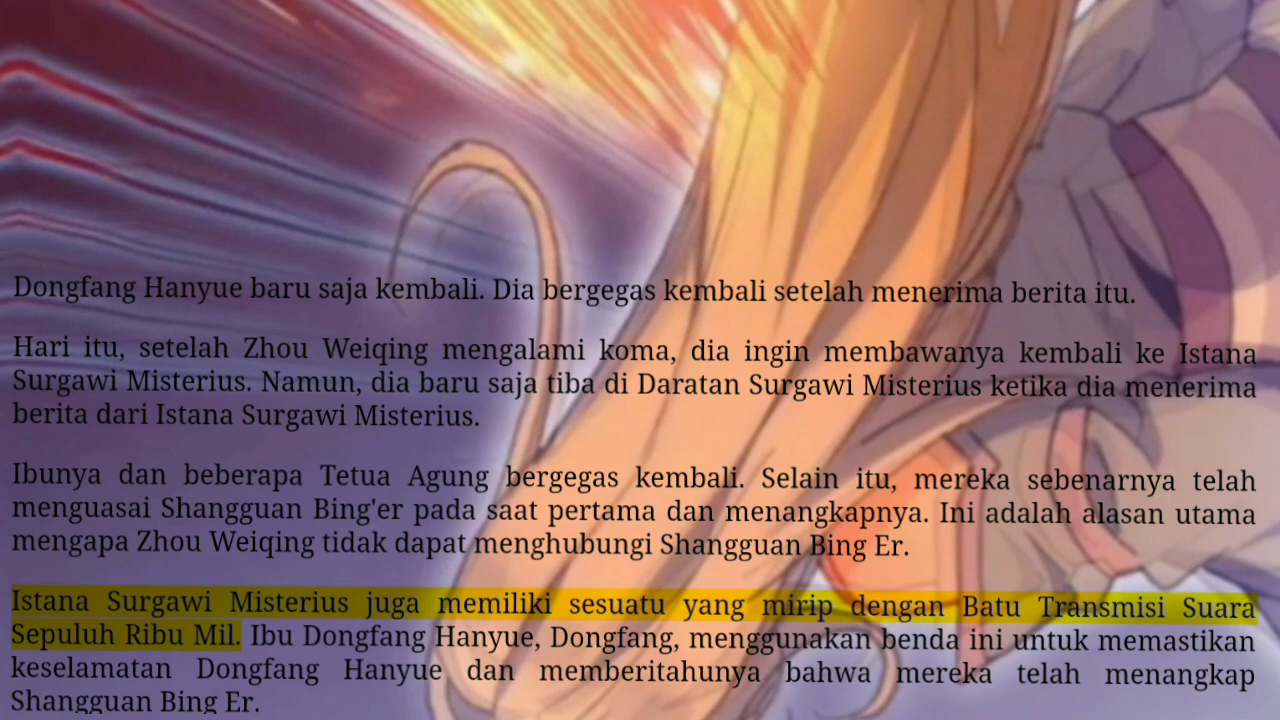 Dongfang Hanyue baru saja kembali. Dia bergegas kembali setelah menerima berita itu.
Hari itu, setelah Zhou Weiqing mengalami koma, dia ingin membawanya kembali ke Istana
Surgawi Misterius. Namun, dia baru saja tiba di Daratan Surgawi Misterius ketika dia menerima
berita dari Istana Surgawi Misterius.
Ibunya dan beberapa Tetua Agung bergegas kembali. Selain itu, mereka sebenarnya telah
menguasai Shangguan Bing'er pada saat pertama dan menangkapnya. Ini adalah alasan utama
mengapa Zhou Weiqing tidak dapat menghubungi Shangguan Bing Er.
Istana Surgawi Misterius juga memiliki sesuatu yang mirip dengan Batu Transmisi Suara
Sepuluh Ribu Mil. Ibu Dongfang Hanyue, Dongfang, menggunakan benda ini untuk memastikan
keselamatan Dongfang Hanyue dan memberitahunya bahwa mereka telah menangkap
Shangguan Bing Er.